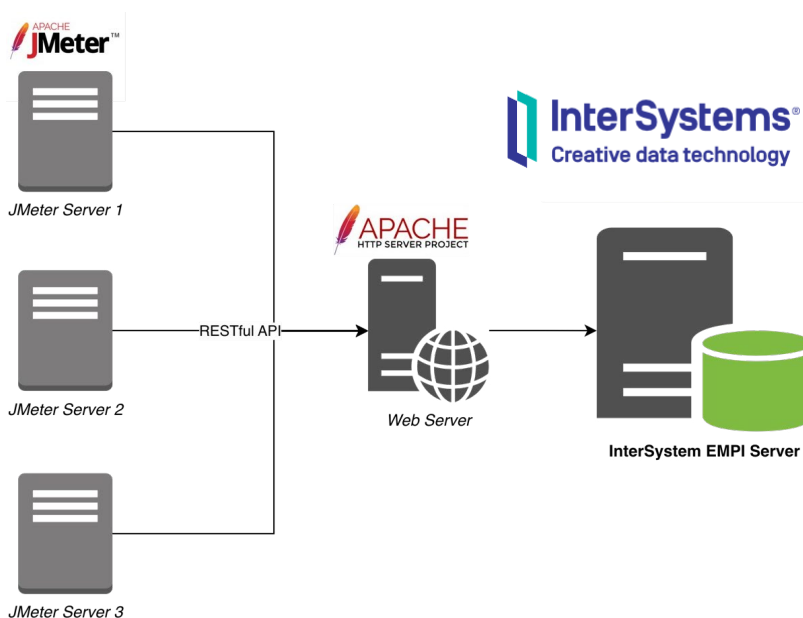 APACHE
JMeter™
JMeter Server 1
InterSystems®
Creative data technology
APACHE
HTTP SERVER PROJECT
JMeter Server 2
RESTful API
Web Server
InterSystem EMPI Server
JMeter Server 3